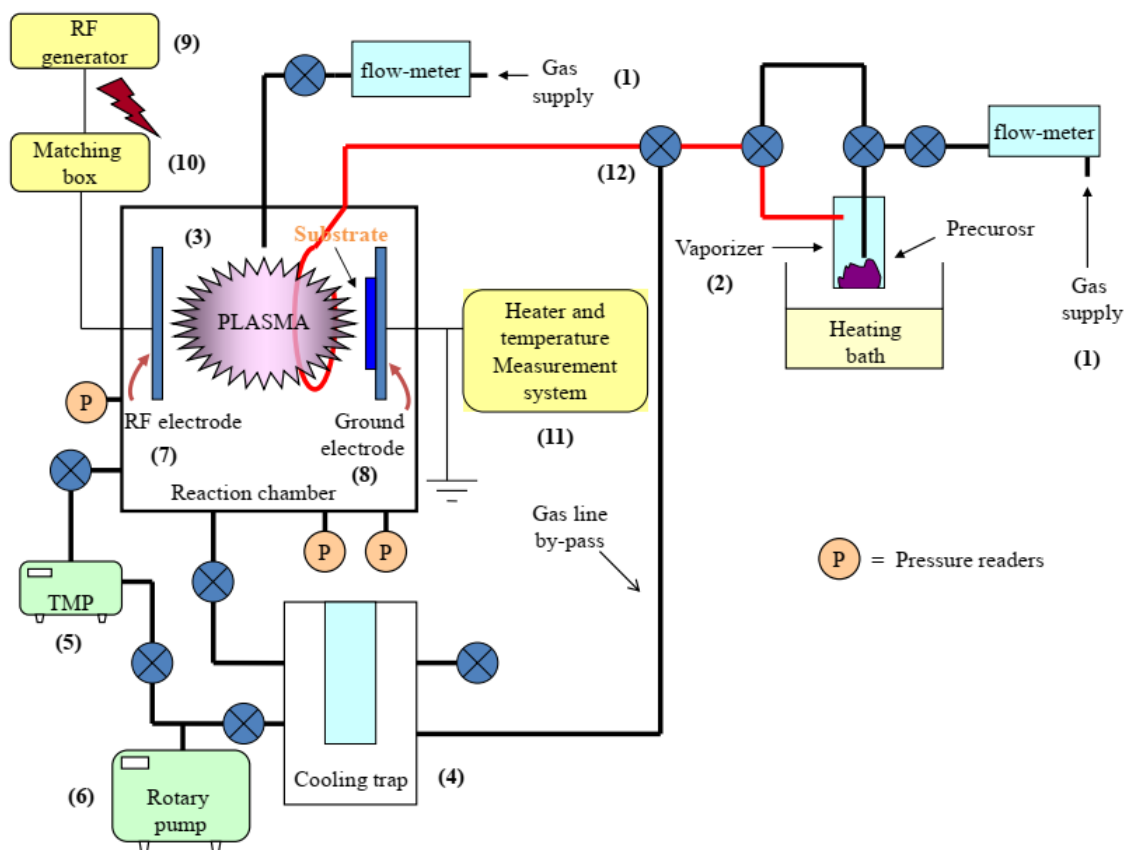 RF
generator
(9)
flow-meter
Gas
supply
(1)
flow-meter
Matching
box
(10)
(12)
(3)
Substrate
Vaporizer
(2)
Precurosr
PLASMA
Heater and
temperature
Measurement
system
Heating
bath
Gas
supply
(1)
P
RF electrode
(7)
Ground
electrode
(8)
(11)
Reaction chamber
Gas line
by-pass
P
P
P
= Pressure readers
TMP
(5)
(6)
Rotary
pump
Cooling trap
(4)